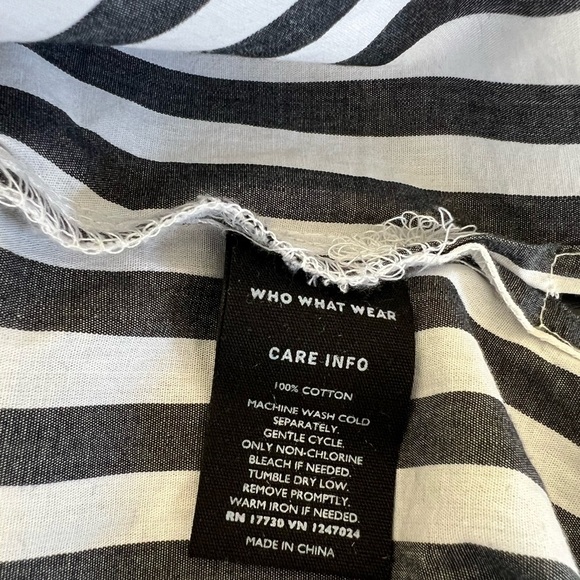 WHO WHAT WEAR
CARE INFO
100% COTTON
MACHINE WASH COLD
SEPARATELY.
GENTLE CYCLE.
ONLY NON-CHLORINE
BLEACH IF NEEDED.
TUMBLE DRY LOW.
REMOVE PROMPTLY.
WARM IRON IF NEEDED.
RN 17730 VN 1247024
MADE IN CHINA